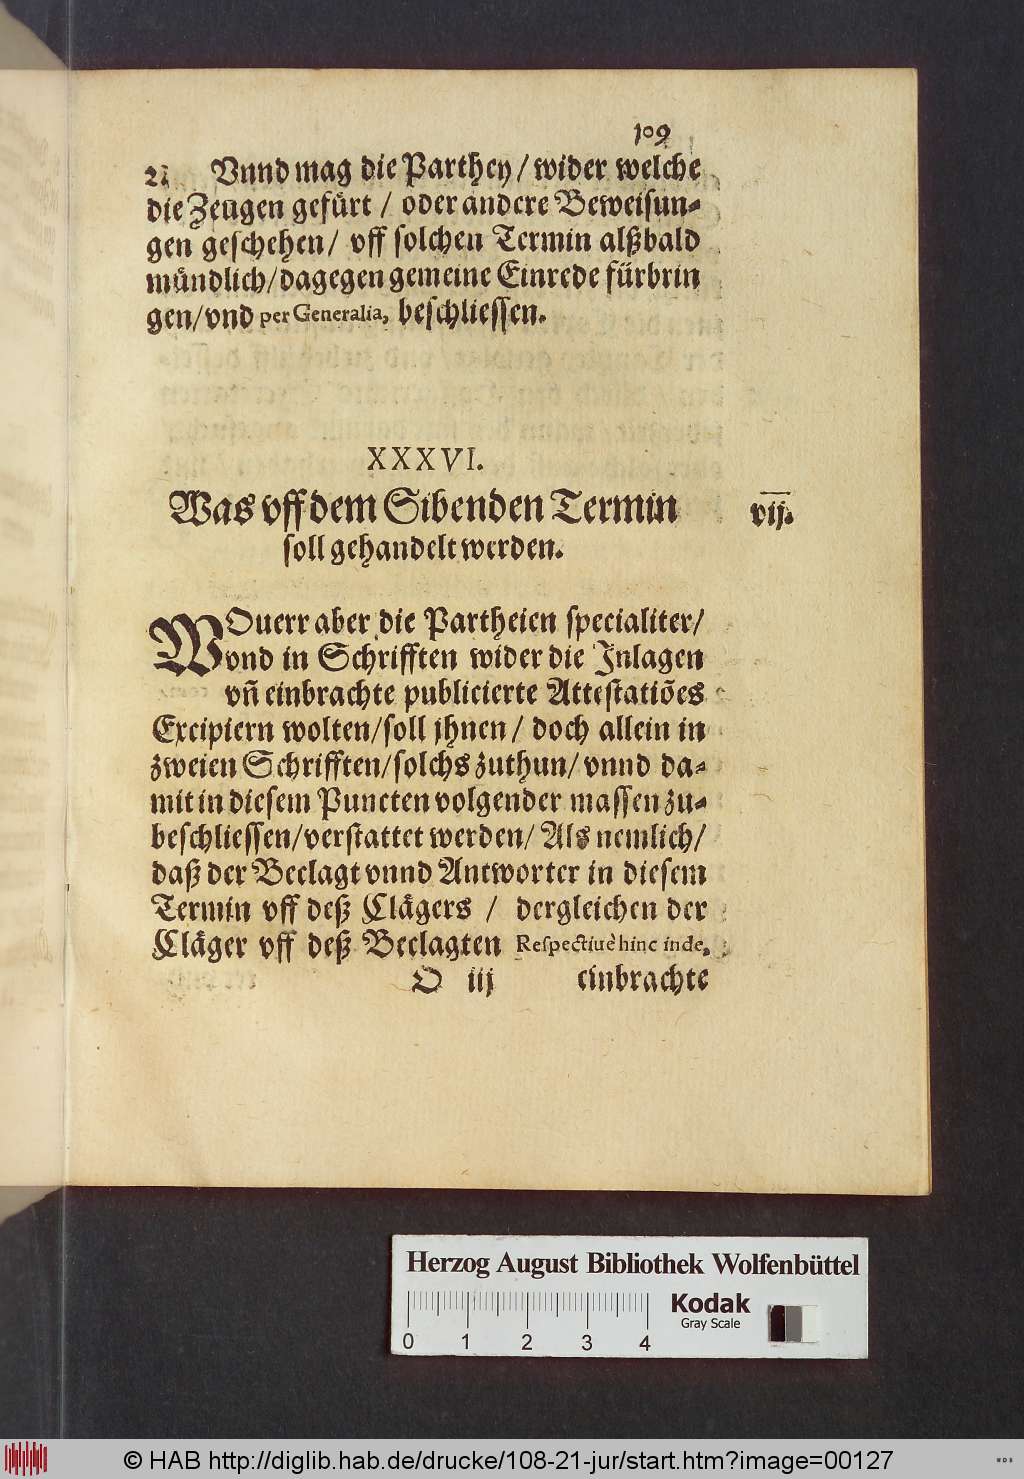 109
Vnnd mag die Parthey / wider welche
die Zeugen gefürt / oder andere Beweisun-
gen geschehen / vff solchen Termin alßbald
mündlich / dagegen gemeine Einrede fürbrin
gen / vnd per Generalia, beschliessen.
XXXVI.
Was vff dem Sibenden Termin
vij.
soll gehandelt werden.
WOuerr aber die Partheien specialiter /
vnd in Schrifften wider die Inlagen
vñ einbrachte publicierte Attestatiões
Excipiern wolten / soll jhnen / doch allein in
zweien Schrifften / solchs zuthun / vnnd da-
mit in diesem Puncten volgender massen zu-
beschliessen / verstattet werden / Als nemlich /
daß der Beclagt vnnd Antworter in diesem
Termin vff deß Clägers / dergleichen der
Cläger vff deß Beclagten Respectiuè hinc inde,
O iij einbrachte
Herzog August Bibliothek Wolfenbüttel
Kodak
Gray Scale
0 1 2 3 4
© HAB http://diglib.hab.de/drucke/108-21-jur/start.htm?image=00127